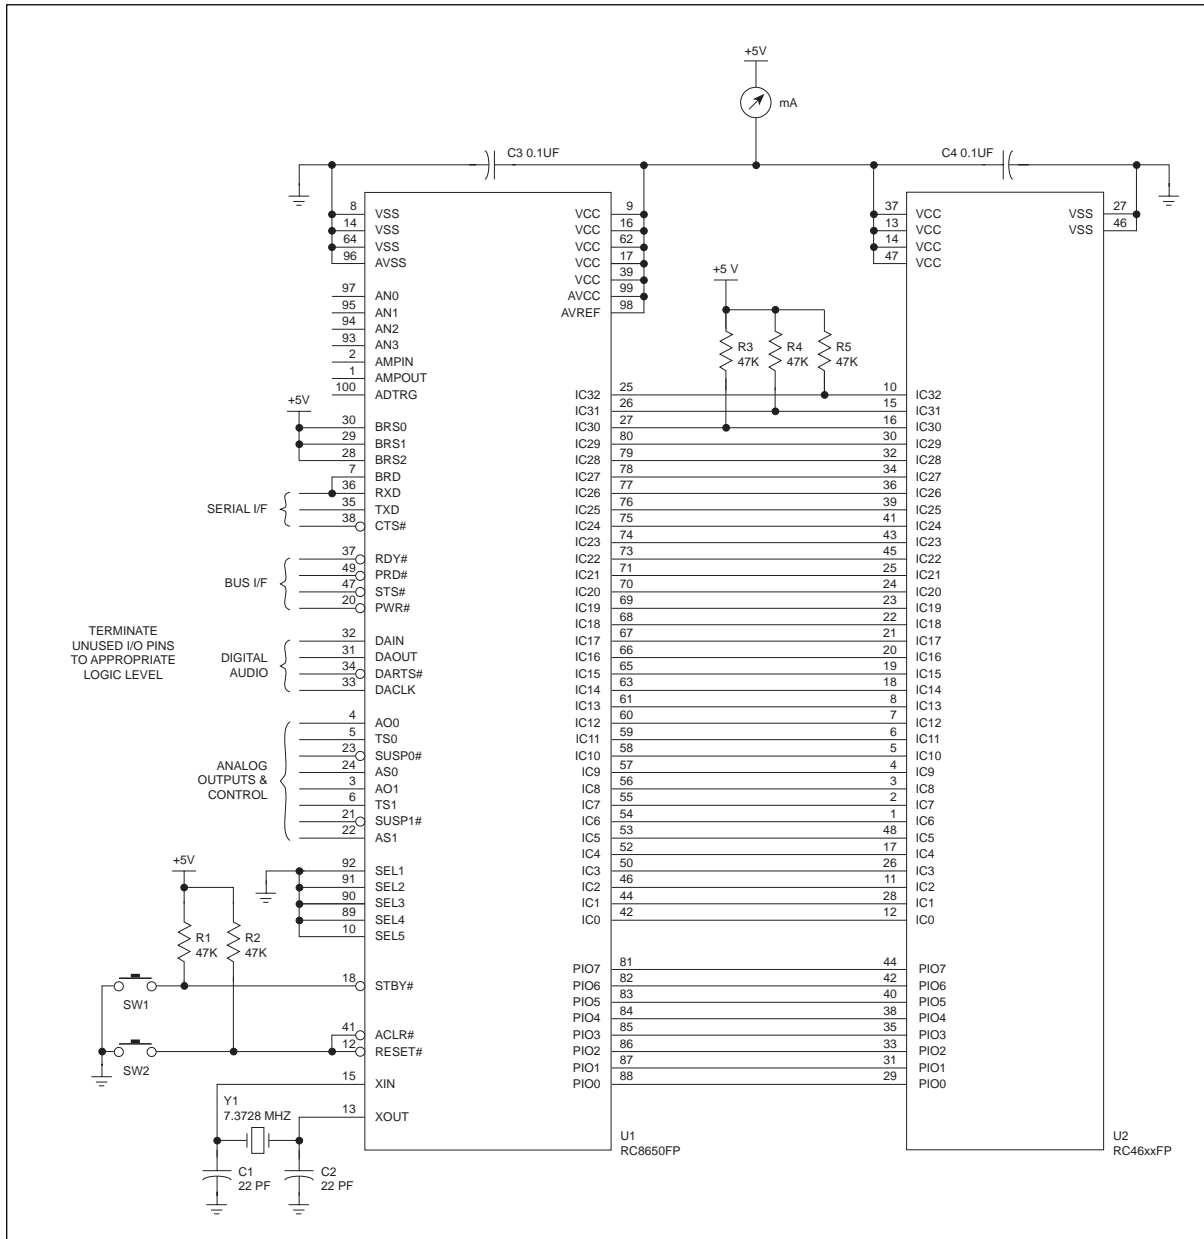 +5V
mA
C3 0.1UF
C4 0.1UF
8 VSS
14 VSS
64 VSS
96 AVSS
97 AN0
95 AN1
94 AN2
93 AN3
2 AMPIN
1 AMPOUT
100 ADTRG
+5V
30 BRS0
29 BRS1
28 BRS2
7 BRD
36 RXD
35 TXD
38 CTS#
SERIAL I/F
37 RDY#
49 PRD#
47 STS#
20 PWR#
BUS I/F
TERMINATE
UNUSED I/O PINS
TO APPROPRIATE
LOGIC LEVEL
32 DAIN
31 DAOUT
34 DARTS#
33 DACLK
DIGITAL
AUDIO
4 AO0
5 TS0
23 SUSP0#
24 AS0
3 AO1
6 TS1
21 SUSP1#
22 AS1
ANALOG
OUTPUTS &
CONTROL
92 SEL1
91 SEL2
90 SEL3
89 SEL4
10 SEL5
+5V
R1
47K
R2
47K
18 STBY#
SW1
41 ACLR#
12 RESET#
SW2
15 XIN
13 XOUT
Y1
7.3728 MHZ
C1
22 PF
C2
22 PF
VCC 9
VCC 16
VCC 62
VCC 17
VCC 39
AVCC 99
AVREF 98
+5 V
R3
47K
R4
47K
R5
47K
37 VCC
13 VCC
14 VCC
47 VCC
VSS 27
VSS 46
IC32 25 10 IC32
IC31 26 15 IC31
IC30 27 16 IC30
IC29 80 30 IC29
IC28 79 32 IC28
IC27 78 34 IC27
IC26 77 36 IC26
IC25 76 39 IC25
IC24 75 41 IC24
IC23 74 43 IC23
IC22 73 45 IC22
IC21 71 25 IC21
IC20 70 24 IC20
IC19 69 23 IC19
IC18 68 22 IC18
IC17 67 21 IC17
IC16 66 20 IC16
IC15 65 19 IC15
IC14 63 18 IC14
IC13 61 8 IC13
IC12 60 7 IC12
IC11 59 6 IC11
IC10 58 5 IC10
IC9 57 4 IC9
IC8 56 3 IC8
IC7 55 2 IC7
IC6 54 1 IC6
IC5 53 48 IC5
IC4 52 17 IC4
IC3 50 26 IC3
IC2 46 11 IC2
IC1 44 28 IC1
IC0 42 12 IC0
PIO7 81 44 PIO7
PIO6 82 42 PIO6
PIO5 83 40 PIO5
PIO4 84 38 PIO4
PIO3 85 35 PIO3
PIO2 86 33 PIO2
PIO1 87 31 PIO1
PIO0 88 29 PIO0
U1
RC8650FP
U2
RC46xxFP